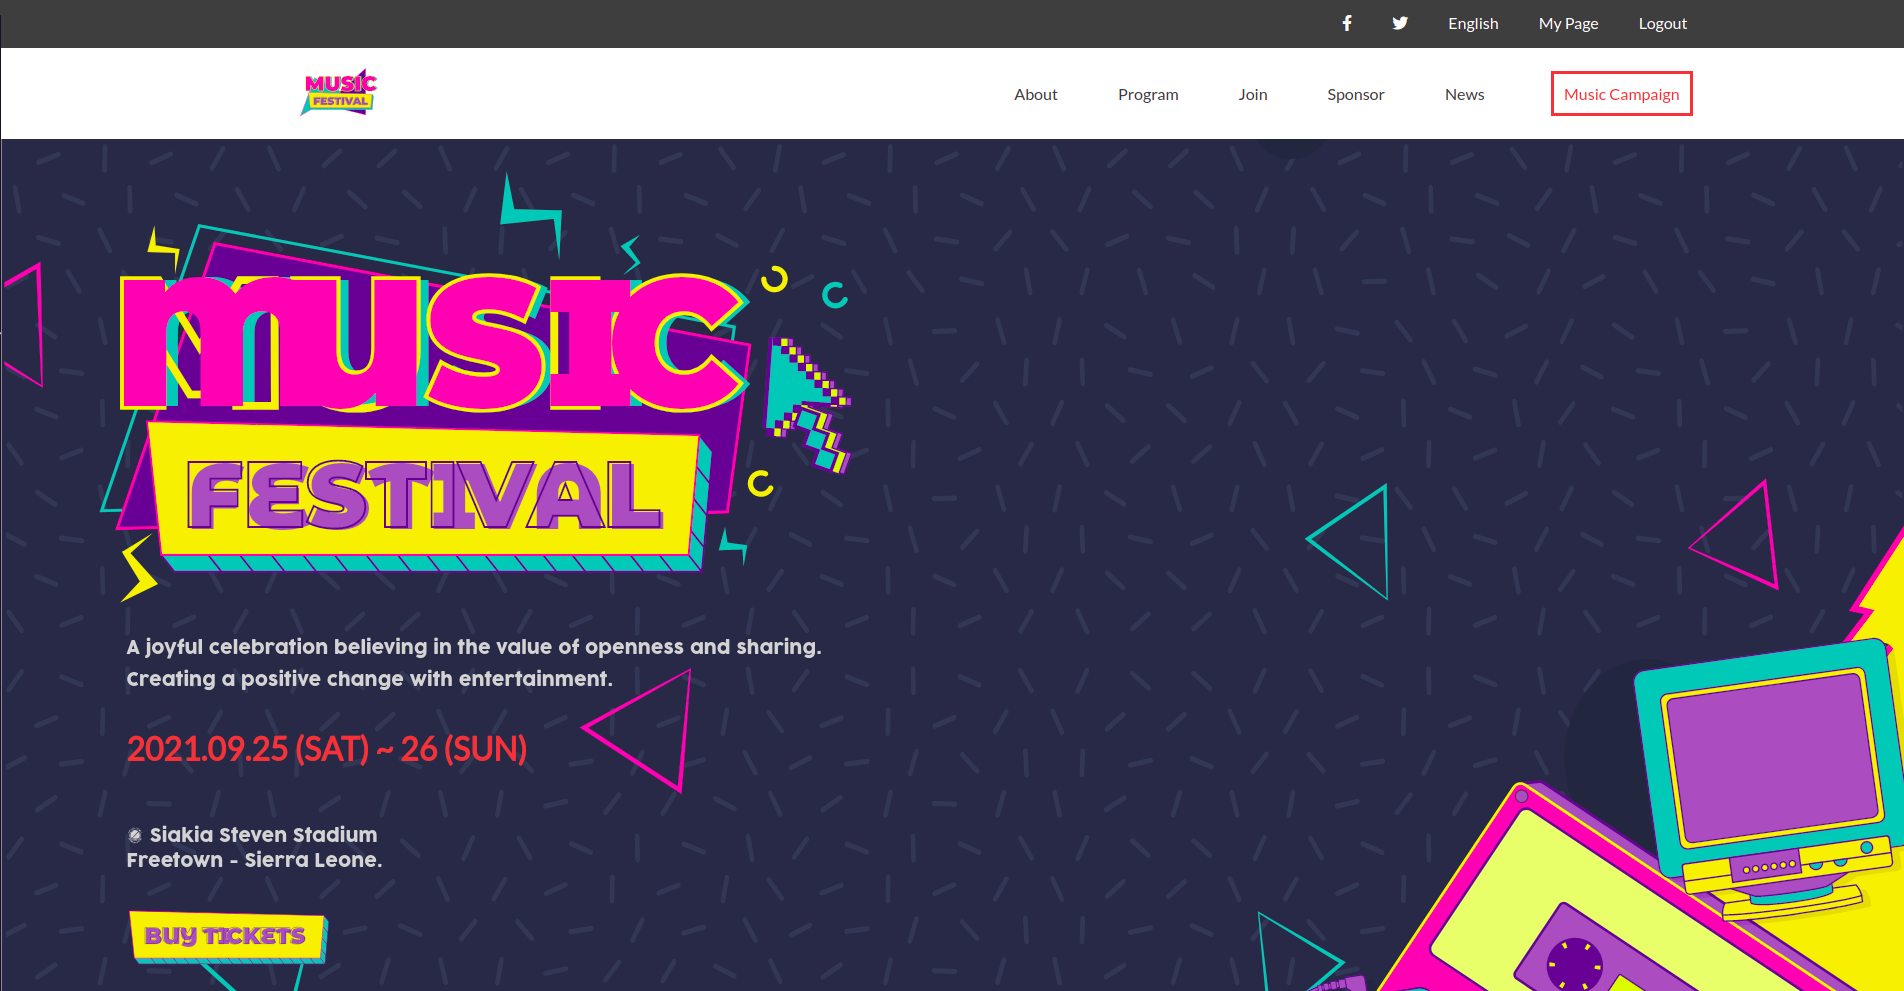 English My Page Logout
MUSIC
FESTIVAL
About Program Join Sponsor News Music Campaign
MUSIC
FESTIVAL
A joyful celebration believing in the value of openness and sharing.
Creating a positive change with entertainment.
2021.09.25 (SAT) ~ 26 (SUN)
Siakia Steven Stadium
Freetown - Sierra Leone.
BUY TICKETS